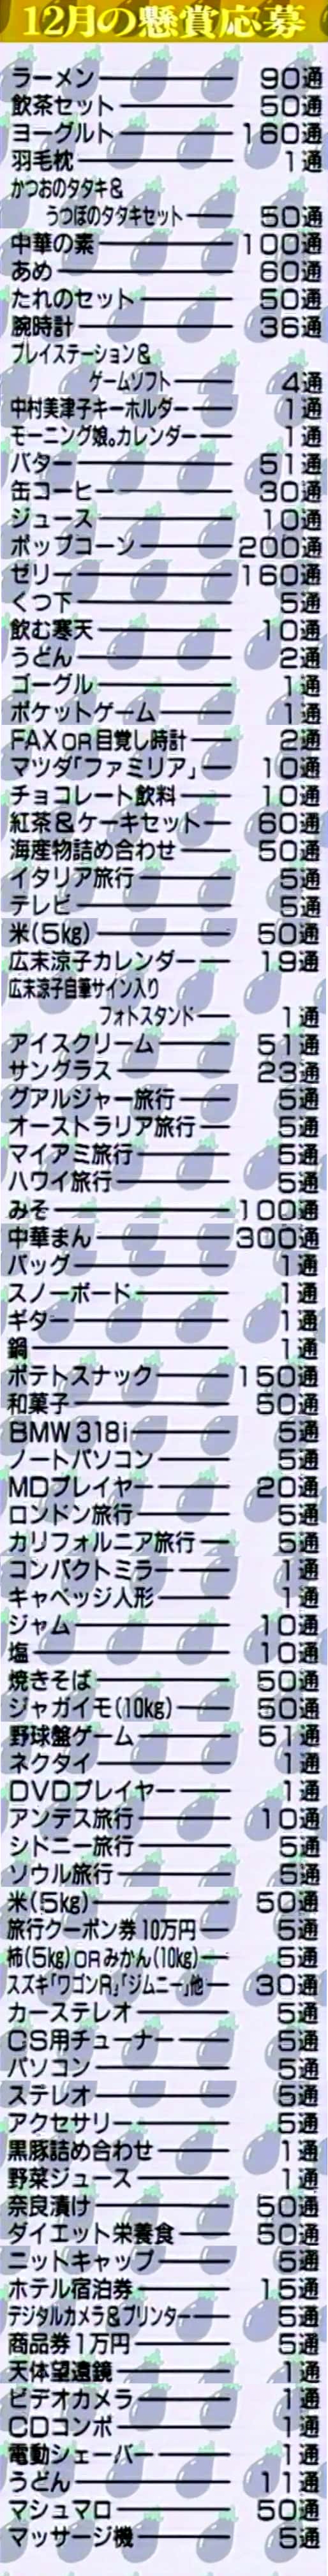 12月の懸賞応募
ラーメン 90通
飲茶セット 50通
ヨーグルト 160通
羽毛枕 1通
かつおのタタキ&
うつぼのタタキセット 50通
中華の素 100通
あめ 60通
たれのセット 50通
腕時計 36通
プレイステーション&
ゲームソフト 4通
中村美津子キーホルダー 1通
モーニング娘。カレンダー 1通
バター 51通
缶コーヒー 30通
ジュース 10通
ポップコーン 200通
ゼリー 160通
くつ下 5通
飲む寒天 10通
うどん 2通
ゴーグル 1通
ポケットゲーム 1通
FAX OR 目覚し時計 2通
マツダ「ファミリア」 10通
チョコレート飲料 10通
紅茶&ケーキセット 60通
海産物詰め合わせ 50通
イタリア旅行 5通
テレビ 5通
米(5kg) 50通
広末涼子カレンダー 19通
広末涼子自筆サイン入り
フォトスタンド 1通
アイスクリーム 51通
サングラス 23通
グアルジャー旅行 5通
オーストラリア旅行 5通
マイアミ旅行 5通
ハワイ旅行 5通
みそ 100通
中華まん 300通
バッグ 1通
スノーボード 1通
ギター 1通
鍋 1通
ポテトスナック 150通
和菓子 50通
BMW 318i 5通
ノートパソコン 5通
MDプレイヤー 20通
ロンドン旅行 5通
カリフォルニア旅行 5通
コンパクトミラー 1通
キャベッジ人形 1通
ジャム 10通
塩 10通
焼きそば 50通
ジャガイモ(10kg) 50通
野球盤ゲーム 51通
ネクタイ 1通
DVDプレイヤー 1通
アンデス旅行 10通
シドニー旅行 5通
ソウル旅行 5通
米(5kg) 50通
旅行クーポン券10万円 5通
柿(5kg) OR みかん(10kg) 5通
スズキ「ワゴンR」「ジムニー」他 30通
カーステレオ 5通
CS用チューナー 5通
パソコン 5通
ステレオ 5通
アクセサリー 5通
黒豚詰め合わせ 1通
野菜ジュース 1通
奈良漬け 50通
ダイエット栄養食 50通
ニットキャップ 5通
ホテル宿泊券 15通
デジタルカメラ&プリンター 5通
商品券1万円 5通
天体望遠鏡 1通
ビデオカメラ 1通
CDコンポ 1通
電動シェーバー 1通
うどん 11通
マシュマロ 50通
マッサージ機 5通